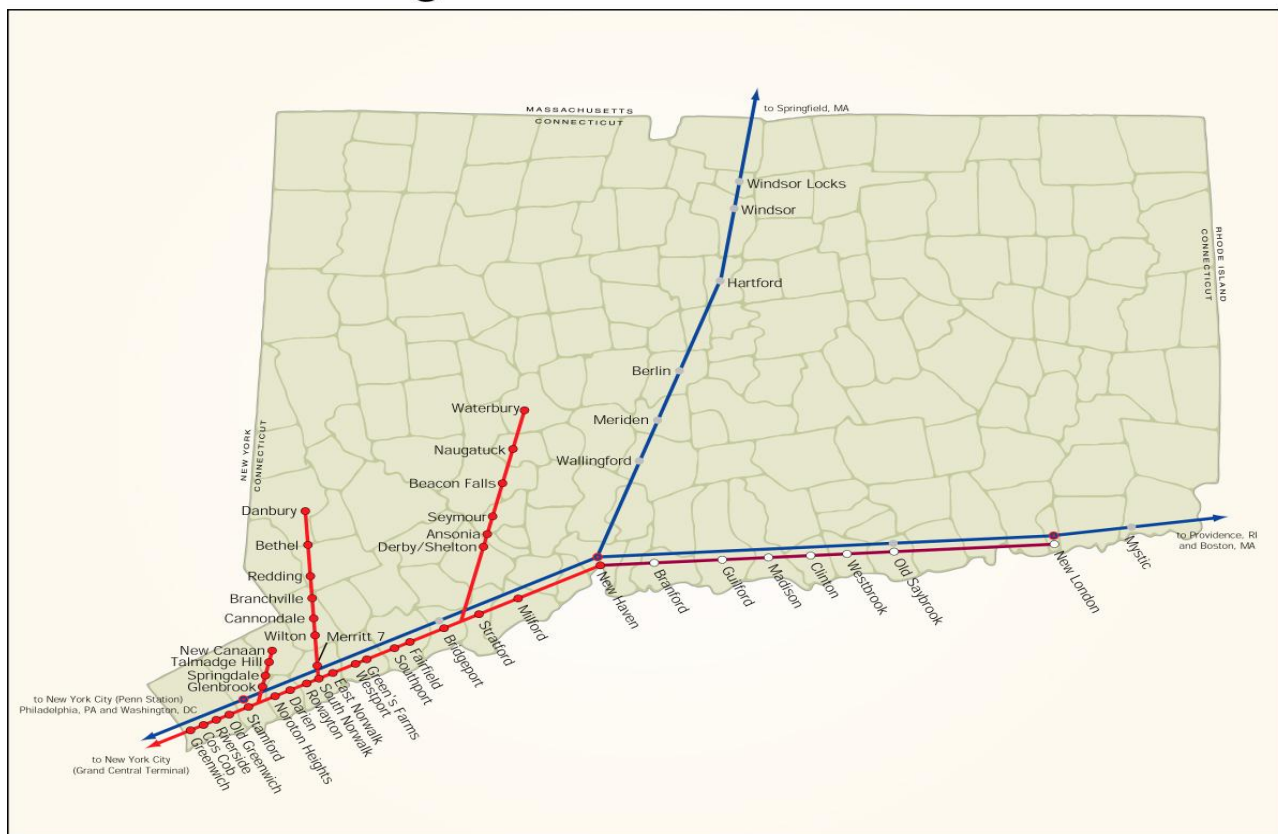 MASSACHUSETTS
CONNECTICUT
to Springfield, MA
Windsor Locks
Windsor
Hartford
RHODE ISLAND
CONNECTICUT
Berlin
Meriden
Wallingford
NEW YORK
CONNECTICUT
Waterbury
Naugatuck
Beacon Falls
Seymour
Ansonia
Derby/Shelton
Danbury
Bethel
Redding
Branchville
Cannondale
Wilton
Merritt 7
New Canaan
Talmadge Hill
Springdale
Glenbrook
to New York City (Penn Station)
Philadelphia, PA and Washington, DC
to New York City
(Grand Central Terminal)
Greenwich
Cos Cob
Riverside
Old Greenwich
Stamford
Noroton Heights
Darien
Rowayton
South Norwalk
East Norwalk
Westport
Green's Farms
Southport
Fairfield
Bridgeport
Stratford
Milford
New Haven
Branford
Guilford
Madison
Clinton
Westbrook
Old Saybrook
New London
Mystic
to Providence, RI
and Boston, MA